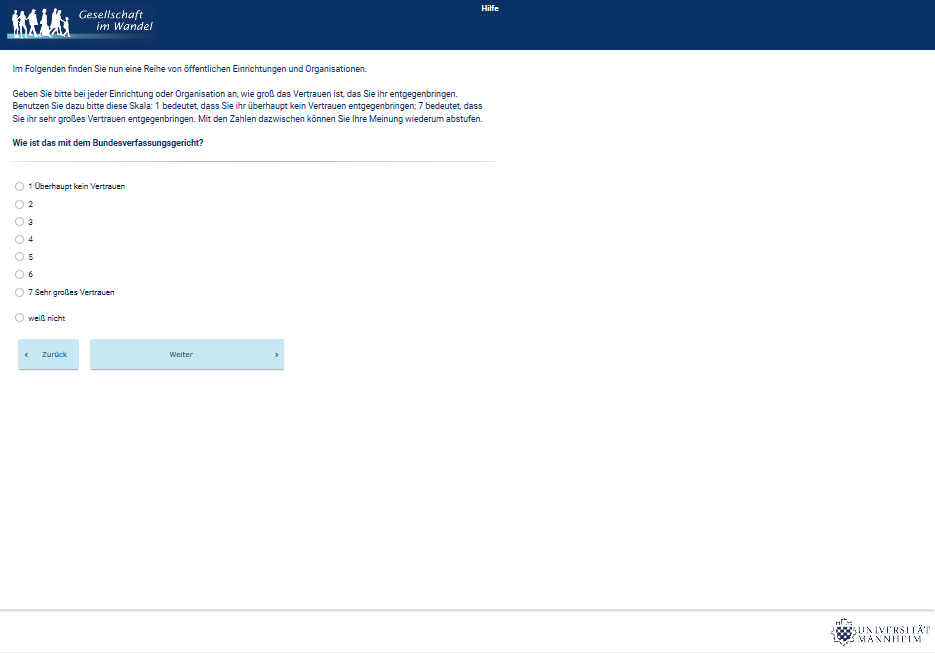 Gesellschaft
im Wandel
Hilfe
Im Folgenden finden Sie nun eine Reihe von öffentlichen Einrichtungen und Organisationen.
Geben Sie bitte bei jeder Einrichtung oder Organisation an, wie groß das Vertrauen ist, das Sie ihr entgegenbringen.
Benutzen Sie dazu bitte diese Skala: 1 bedeutet, dass Sie ihr überhaupt kein Vertrauen entgegenbringen; 7 bedeutet, dass
Sie ihr sehr großes Vertrauen entgegenbringen. Mit den Zahlen dazwischen können Sie Ihre Meinung wiederum abstufen.
Wie ist das mit dem Bundesverfassungsgericht?
1 Überhaupt kein Vertrauen
2
3
4
5
6
7 Sehr großes Vertrauen
weiß nicht
‹ Zurück
Weiter ›
UNIVERSITÄT
MANNHEIM